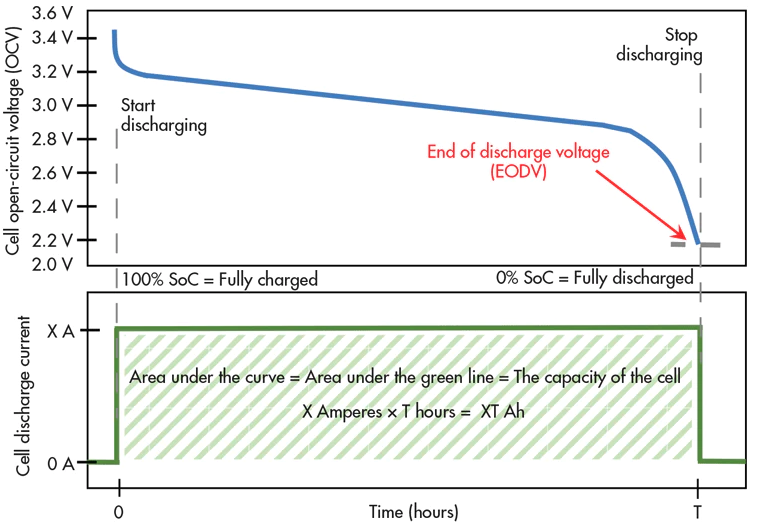 3.6 V
3.4 V
3.2 V
3.0 V
2.8 V
2.6 V
2.4 V
2.2 V
2.0 V
Cell open-circuit voltage (OCV)
Start
discharging
Stop
discharging
End of discharge voltage
(EODV)
100% SoC = Fully charged
0% SoC = Fully discharged
Cell discharge current
X A
0 A
Area under the curve = Area under the green line = The capacity of the cell
X Amperes × T hours = XT Ah
0
Time (hours)
T